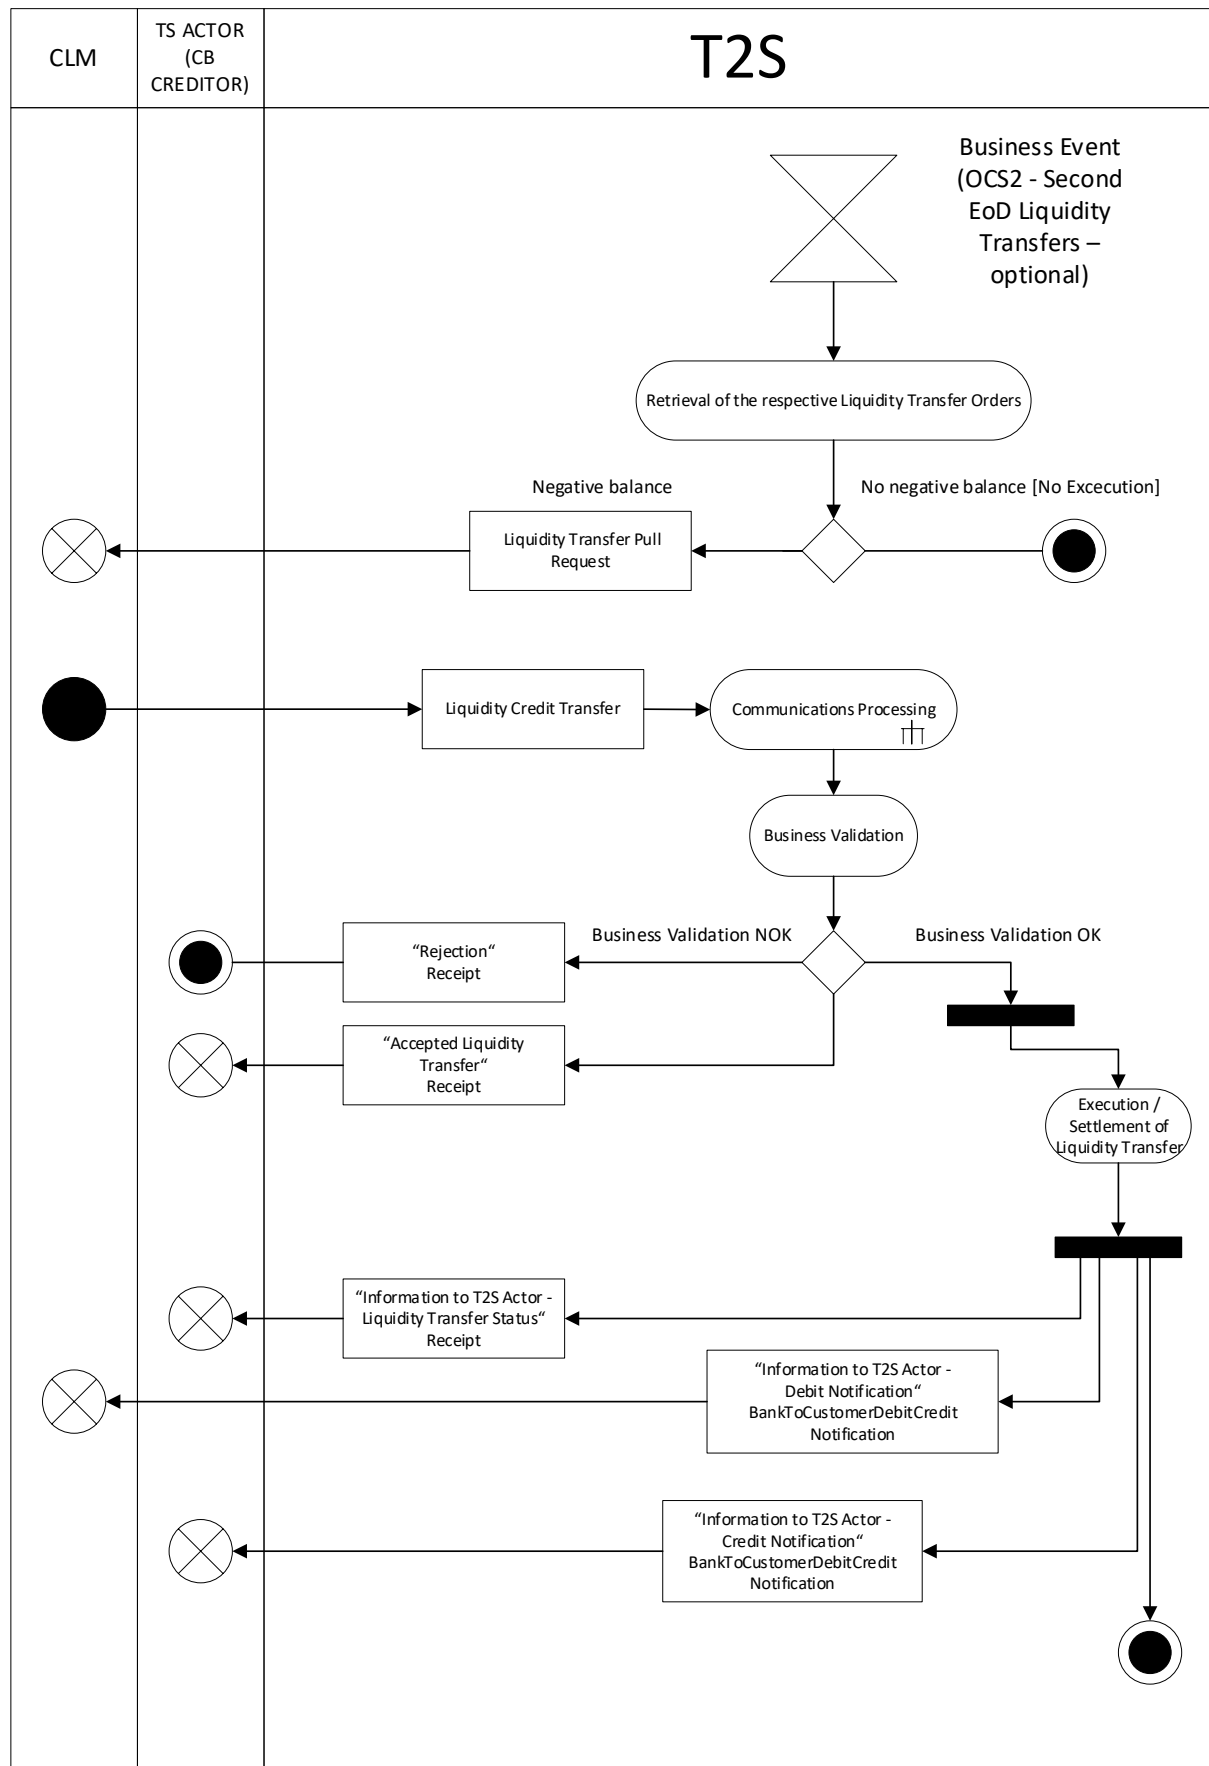 CLM
TS ACTOR
(CB
CREDITOR)
T2S
Business Event
(OCS2 - Second
EoD Liquidity
Transfers –
optional)
Retrieval of the respective Liquidity Transfer Orders
Negative balance
No negative balance [No Excecution]
Liquidity Transfer Pull
Request
Liquidity Credit Transfer
Communications Processing
Business Validation
Business Validation NOK
Business Validation OK
“Rejection“
Receipt
“Accepted Liquidity
Transfer“
Receipt
Execution /
Settlement of
Liquidity Transfer
“Information to T2S Actor -
Liquidity Transfer Status“
Receipt
“Information to T2S Actor -
Debit Notification“
BankToCustomerDebitCredit
Notification
“Information to T2S Actor -
Credit Notification“
BankToCustomerDebitCredit
Notification